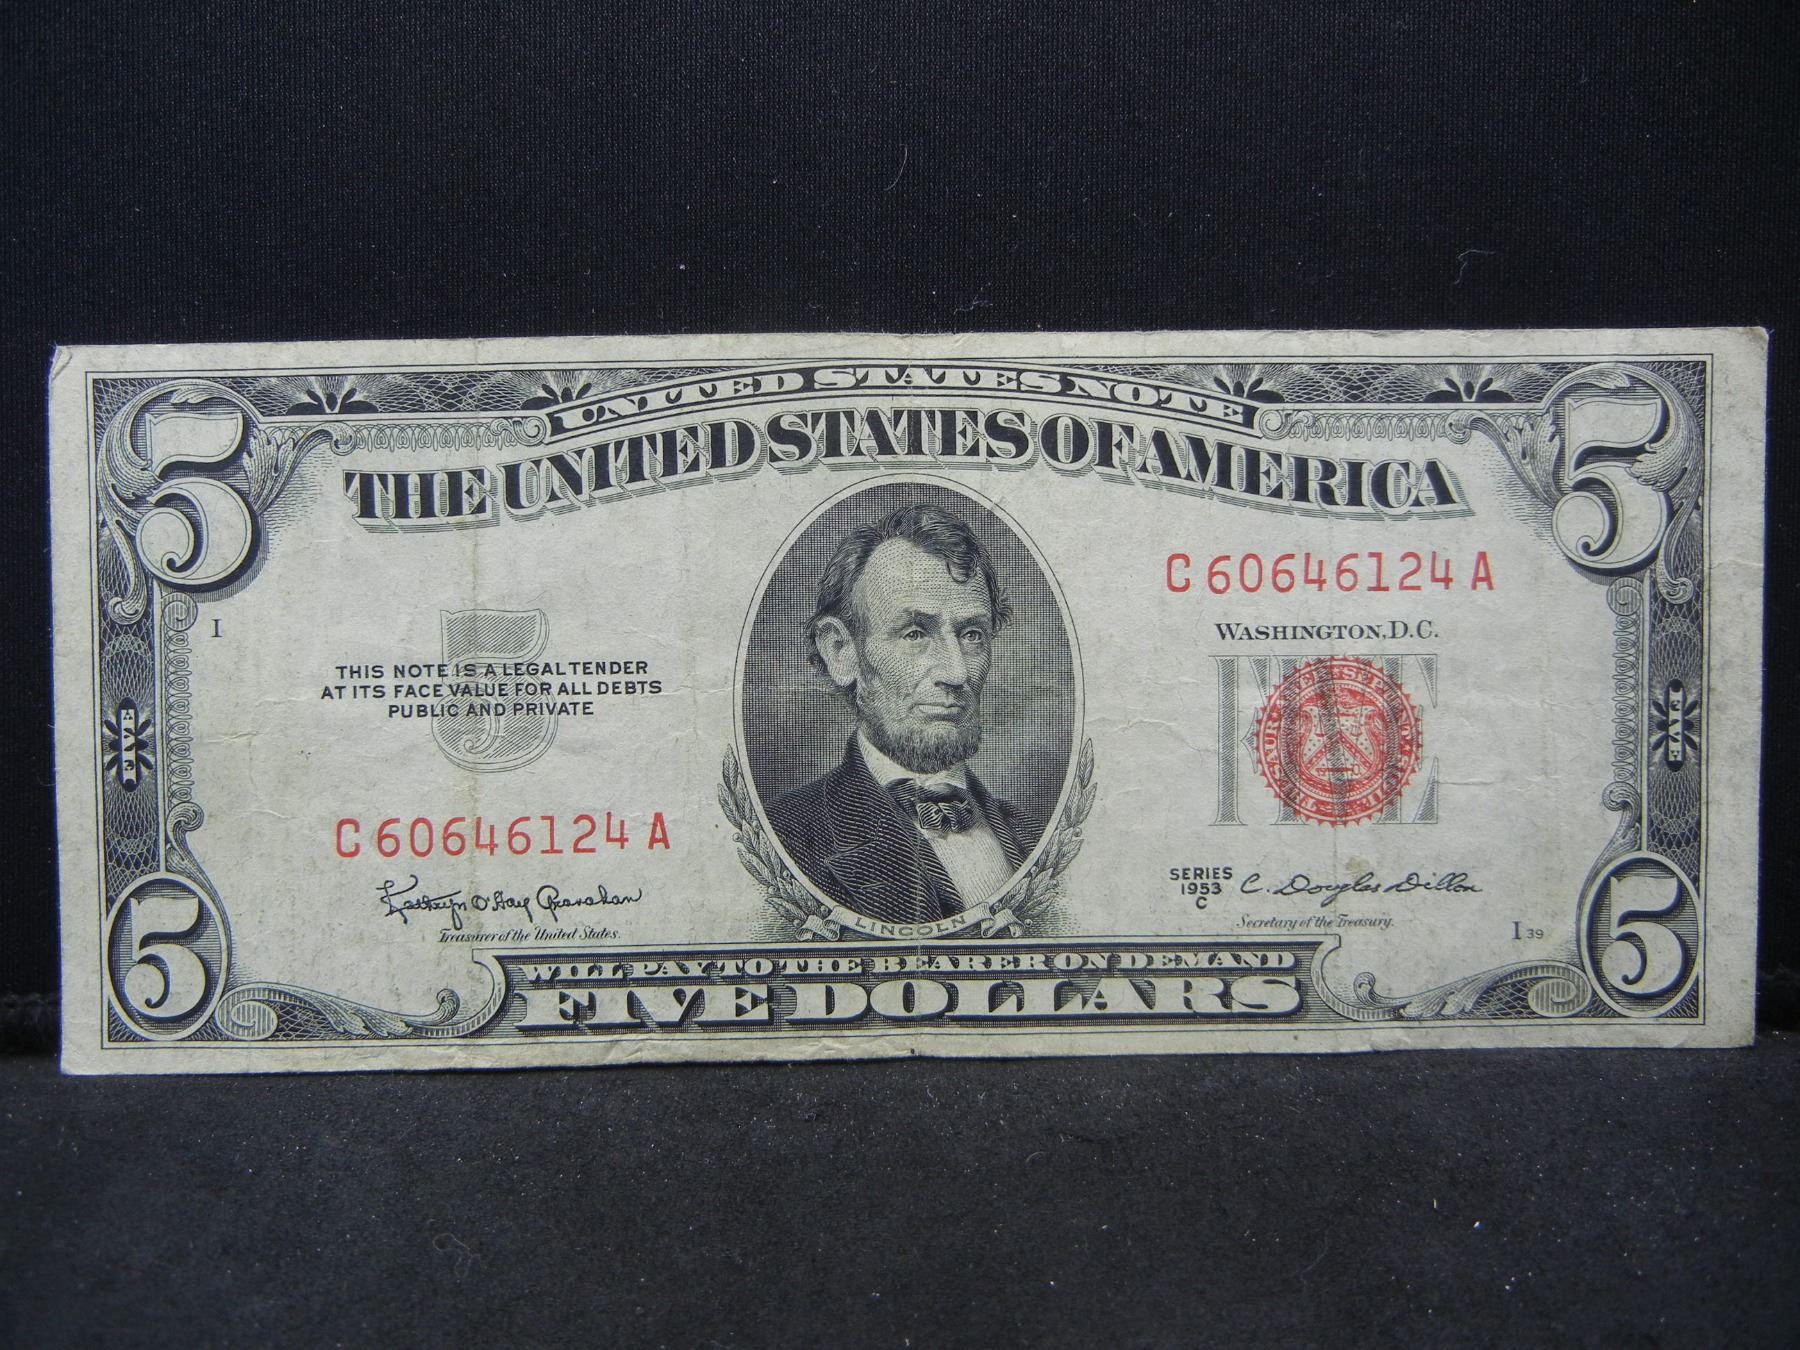 UNITED STATES NOTE
THE UNITED STATES OF AMERICA
5
5
C 60646124 A
I
WASHINGTON, D.C.
5
THIS NOTE IS A LEGAL TENDER
AT ITS FACE VALUE FOR ALL DEBTS
PUBLIC AND PRIVATE
FIVE
FIVE
FIVE
C 60646124 A
SERIES
1953
C
Kathryn O'Hay Granahan
C. Douglas Dillon
Treasurer of the United States.
Secretary of the Treasury.
LINCOLN
I 39
5
5
WILL PAY TO THE BEARER ON DEMAND
FIVE DOLLARS